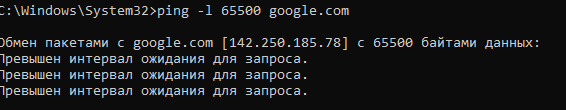 C:\Windows\System32>ping -l 65500 google.com
Обмен пакетами с google.com [142.250.185.78] с 65500 байтами данных:
Превышен интервал ожидания для запроса.
Превышен интервал ожидания для запроса.
Превышен интервал ожидания для запроса.